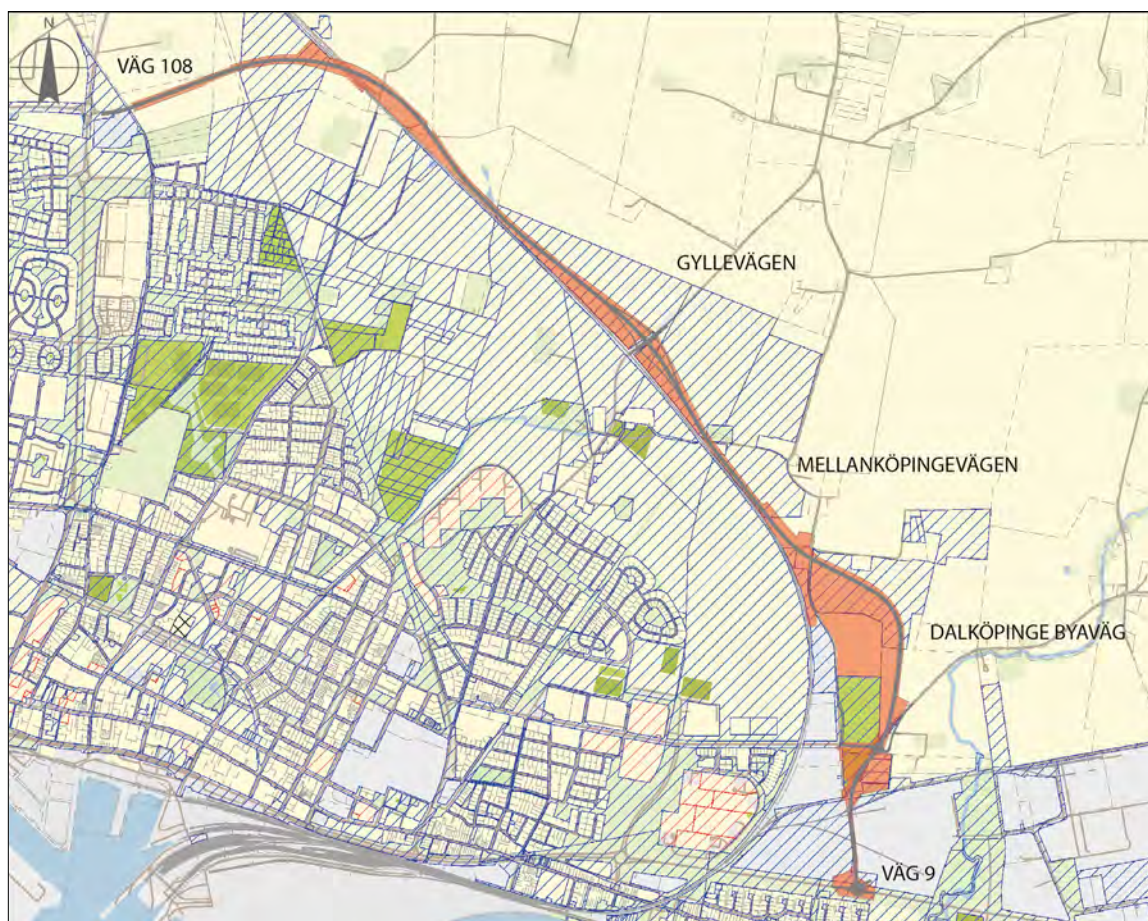 N
VÄG 108
GYLLEVÄGEN
MELLANKÖPINGEVÄGEN
DALKÖPINGE BYAVÄG
VÄG 9